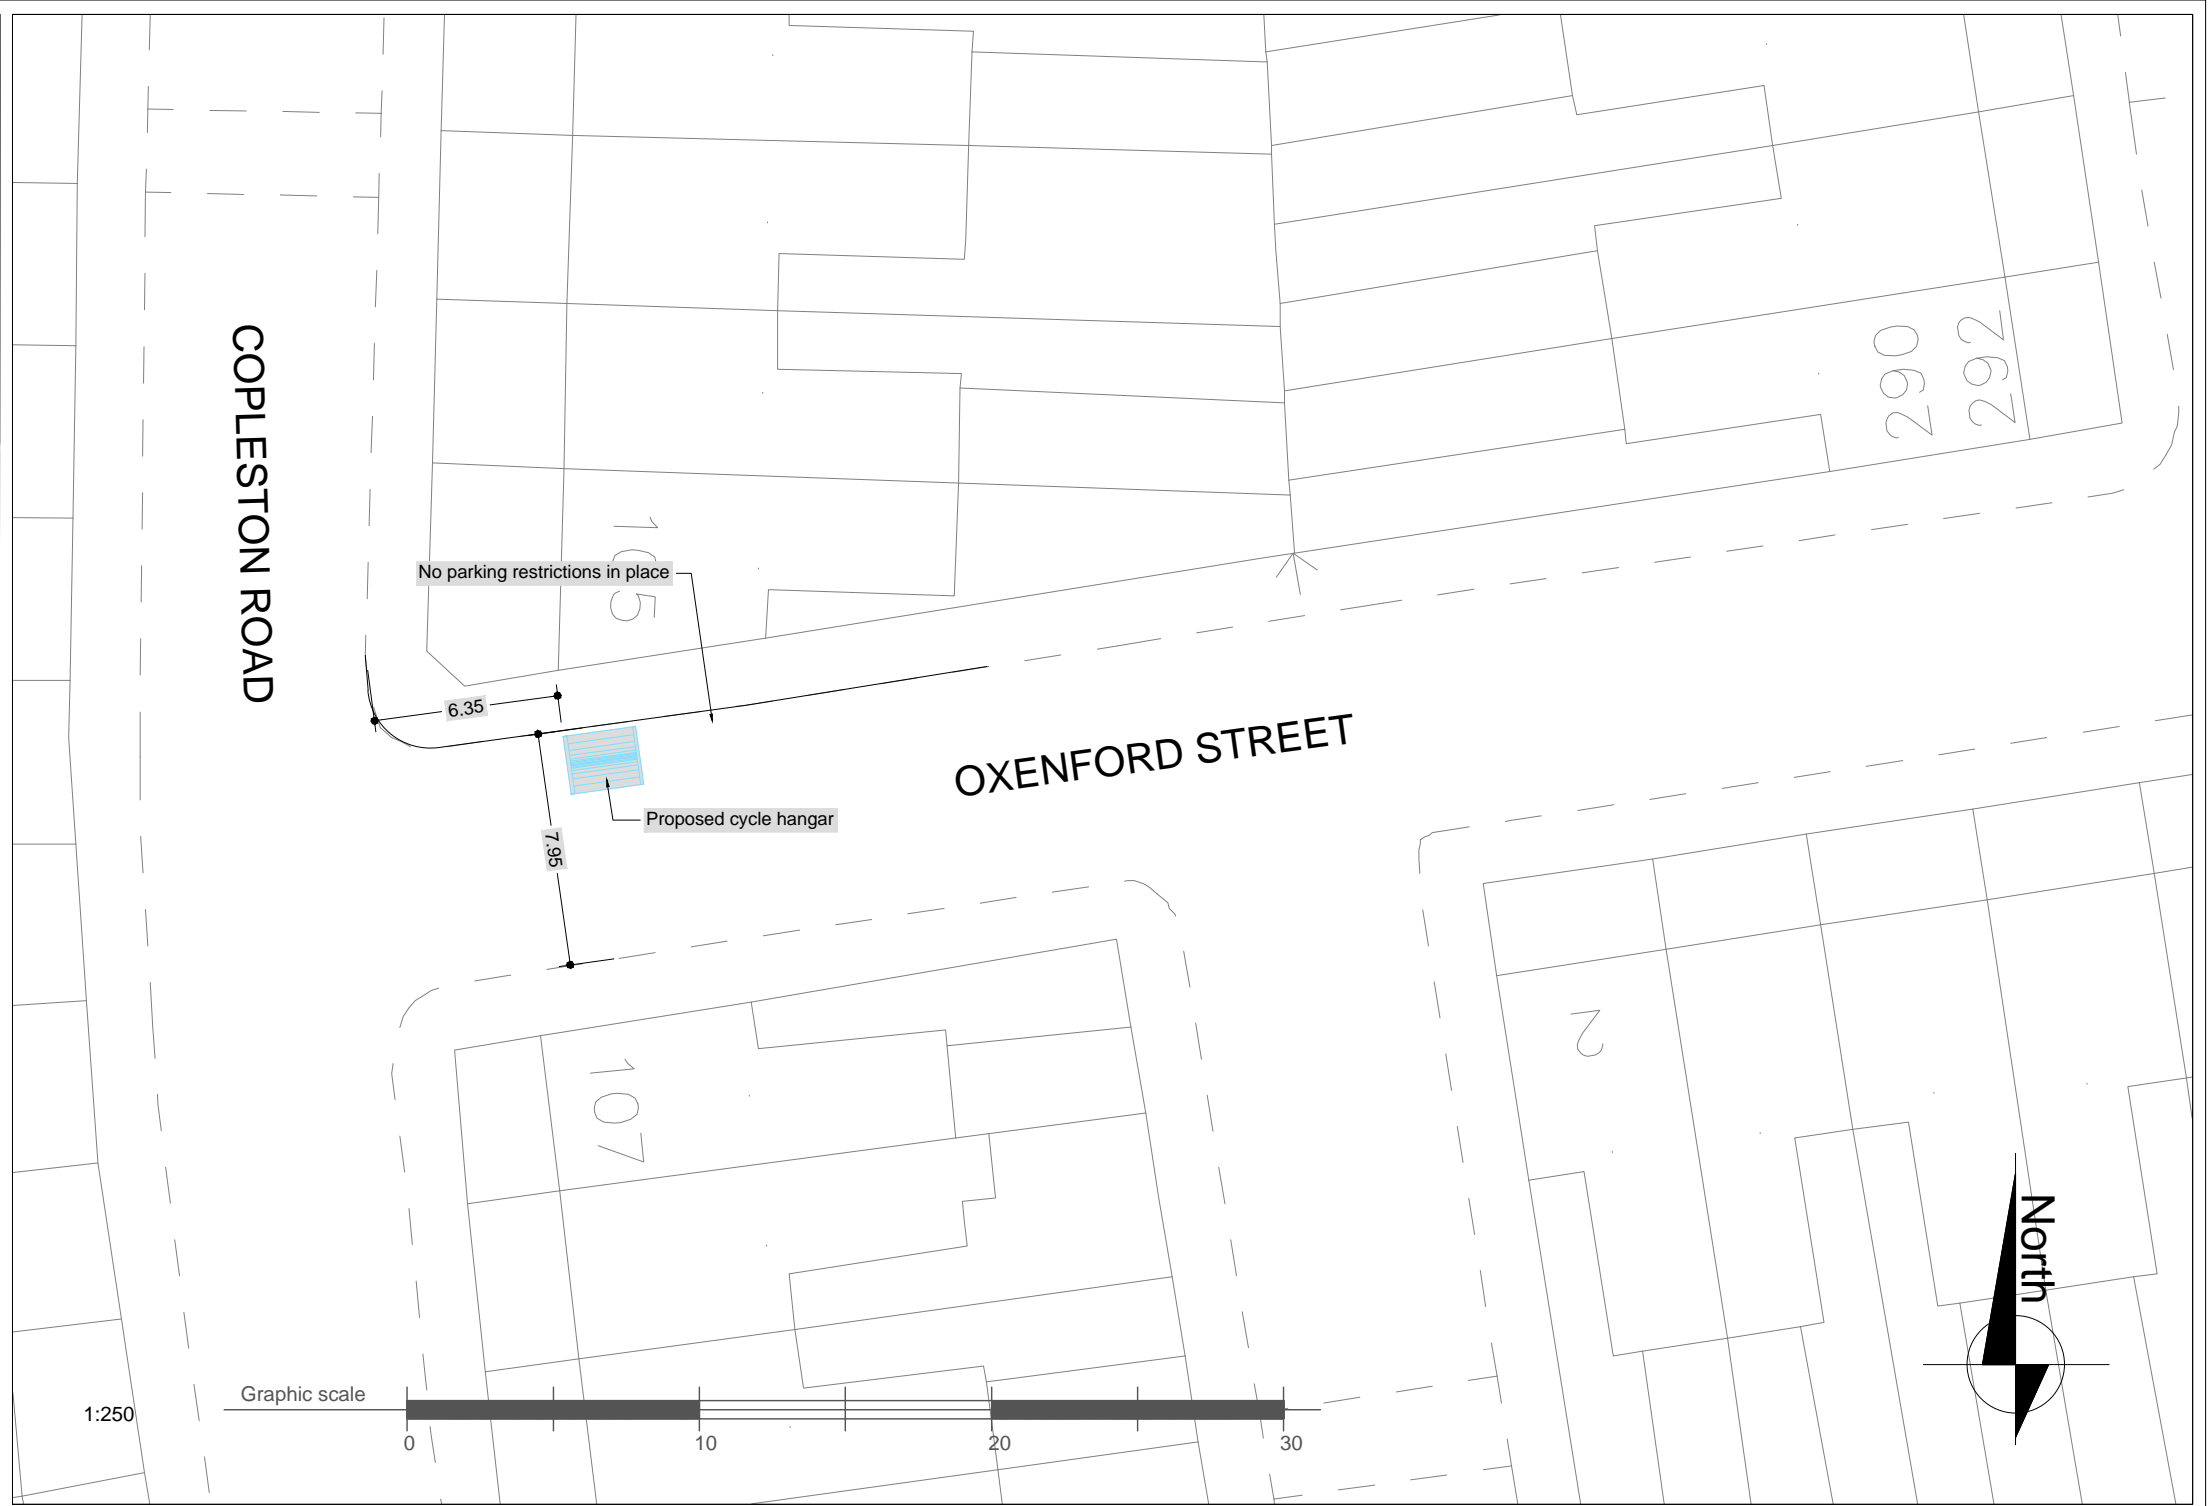 COPLESTON ROAD
290
292
105
No parking restrictions in place
6.35
OXENFORD STREET
Proposed cycle hangar
7.95
2
107
North
Graphic scale
1:250
0 10 20 30